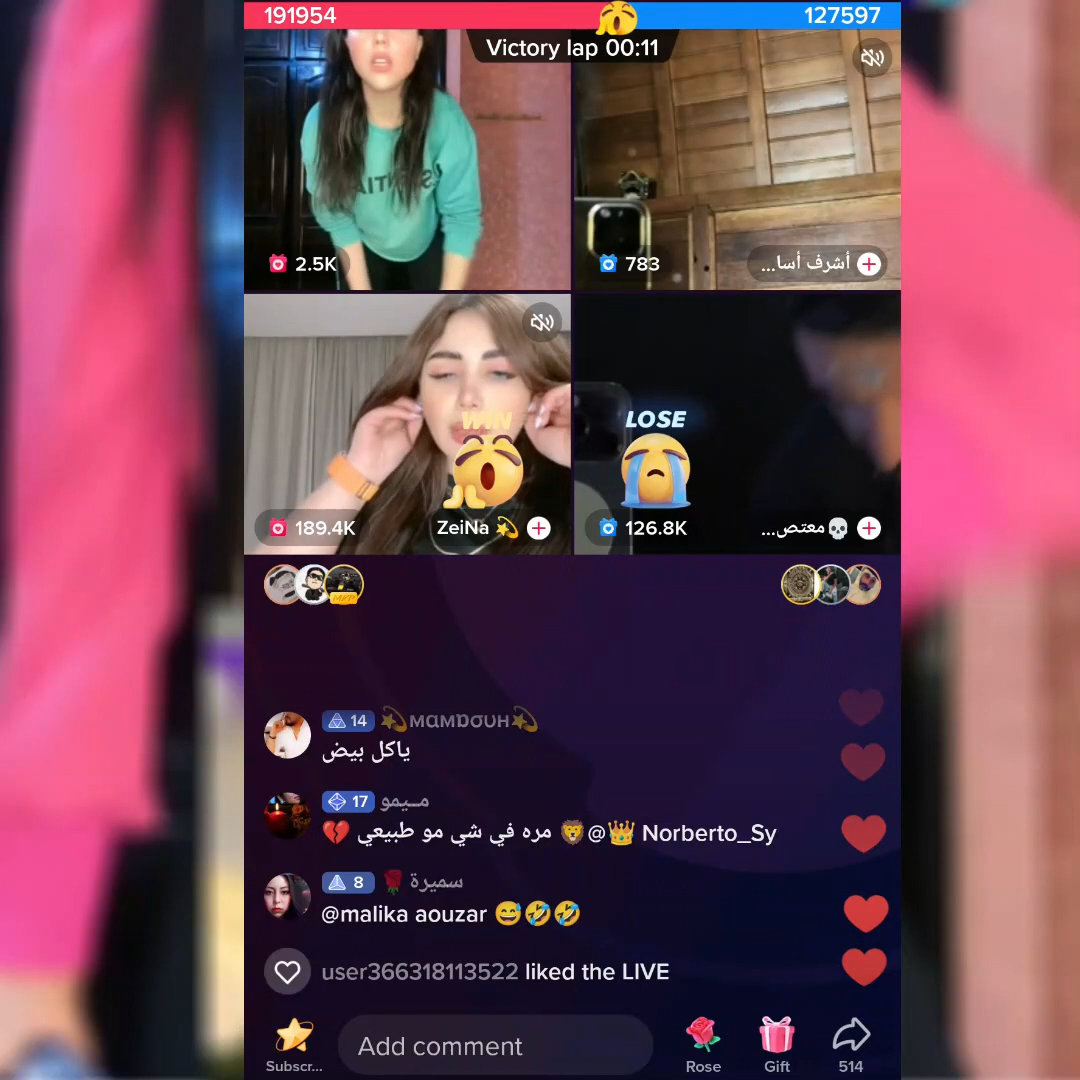 191954
127597
Victory lap 00:11
2.5K
783
أشرف أسا...
WIN
LOSE
189.4K
ZeiNa 💫
126.8K
💀معتص...
14 💫ᴍɑᴍᴅσᴜʜ💫
ياكل بيض
17 مــيمو
@👑 Norberto_Sy 🦁 مره في شي مو طبيعي 💔
8 🌹 سميرة
@malika aouzar 😅🤣🤣
user366318113522 liked the LIVE
Subscr...
Add comment
Rose
Gift
514